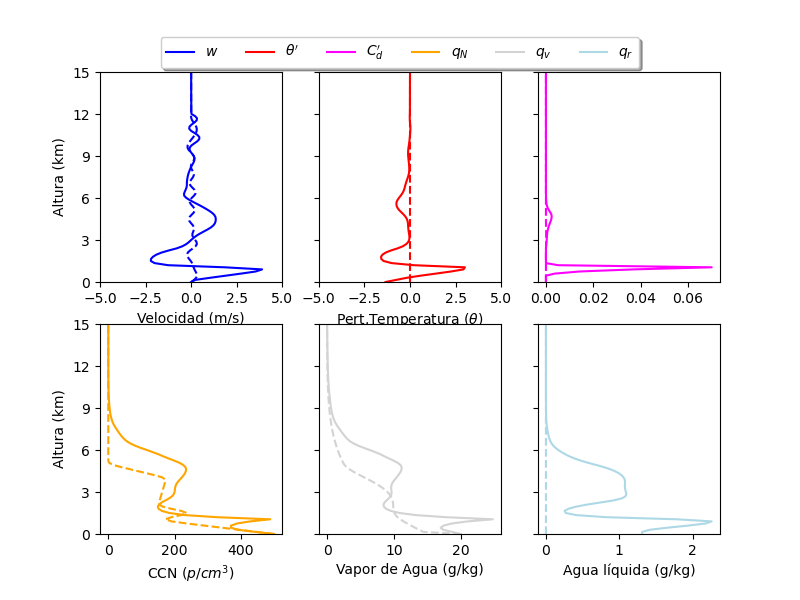 w θ′ C′d qN qv qr
15
12
9
6
3
0
Altura (km)
−5.0 −2.5 0.0 2.5 5.0
Velocidad (m/s)
−5.0 −2.5 0.0 2.5 5.0
Pert.Temperatura (θ)
0.00 0.02 0.04 0.06
15
12
9
6
3
0
Altura (km)
0 200 400
CCN (p/cm³)
0 10 20
Vapor de Agua (g/kg)
0 1 2
Agua líquida (g/kg)